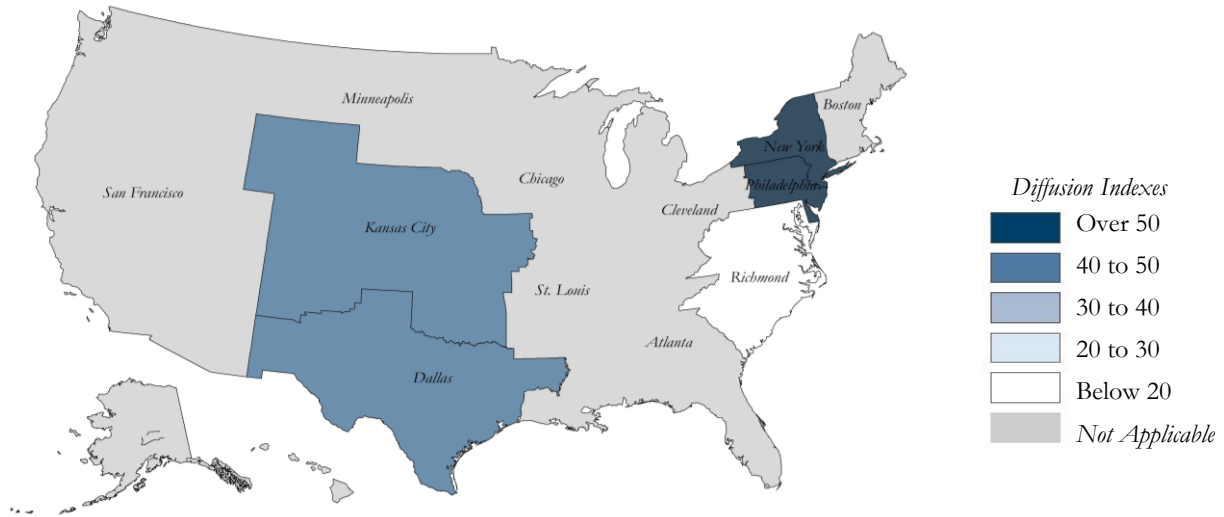 Minneapolis
Boston
New York
San Francisco
Chicago
Philadelphia
Cleveland
Kansas City
Richmond
St. Louis
Atlanta
Dallas
Diffusion Indexes
Over 50
40 to 50
30 to 40
20 to 30
Below 20
Not Applicable